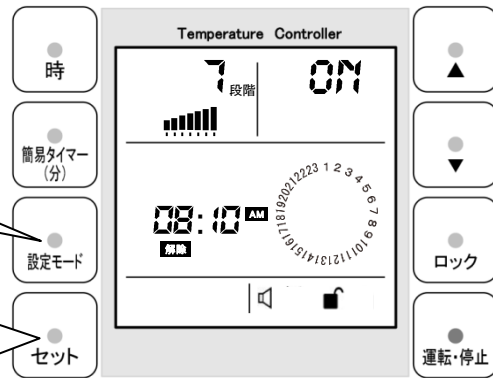 Temperature Controller
時
簡易タイマー
(分)
設定モード
セット
7 段階
ON
08:10 AM
解除
1 2 3 4 5 6 7 8 9 10 11 12 13 14 15 16 17 18 19 20 21 22 23
▲
▼
ロック
運転・停止